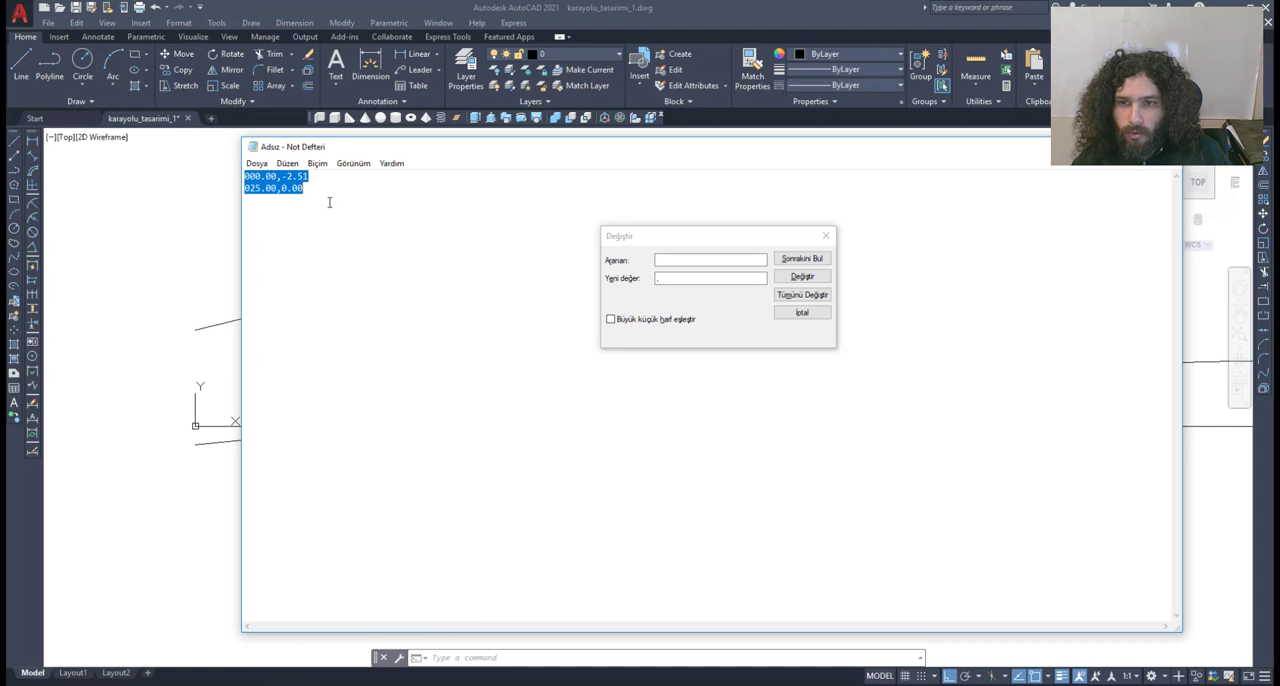 Autodesk AutoCAD 2021 karayolu_tasarimi_1.dwg
Type a keyword or phrase
File Edit View Insert Format Tools Draw Dimension Modify Parametric Window Help Express
Home Insert Annotate Parametric View Manage Output Add-ins Collaborate Express Tools Featured Apps
Line Polyline Circle Arc
Move Rotate Trim
Copy Mirror Fillet
Stretch Scale Array
Text Dimension
Linear
Leader
Table
Layer Properties
0
Make Current
Match Layer
Insert
Create
Edit
Edit Attributes
Match Properties
ByLayer
ByLayer
ByLayer
Group
Measure
Paste
Draw Modify Annotation Layers Block Properties Groups Utilities Clipb
Start karayolu_tasarimi_1*
[−][Top][2D Wireframe]
Adsız - Not Defteri
Dosya Düzen Biçim Görünüm Yardım
000.00,-2.51
025.00,0.00
Değiştir
Aranan:
Sonrakini Bul
Yeni değer: .
Değiştir
Tümünü Değiştir
İptal
Büyük küçük harf eşleştir
TOP
E
S
WCS
Y
X
Type a command
Model Layout1 Layout2
MODEL
1:1